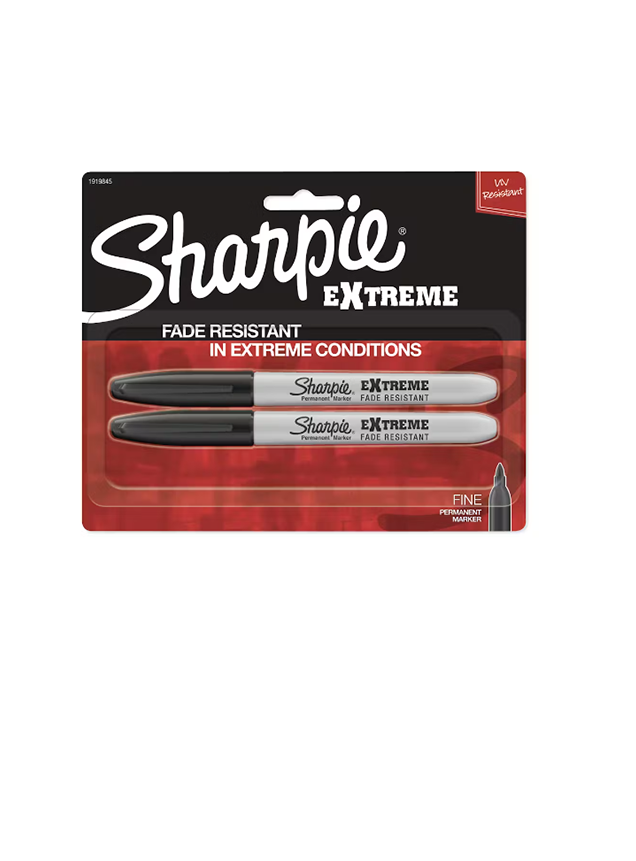 1919845
UV
Resistant
Sharpie®
EXTREME
FADE RESISTANT
IN EXTREME CONDITIONS
Sharpie® EXTREME
Permanent Marker FADE RESISTANT
Sharpie® EXTREME
Permanent Marker FADE RESISTANT
FINE
PERMANENT
MARKER